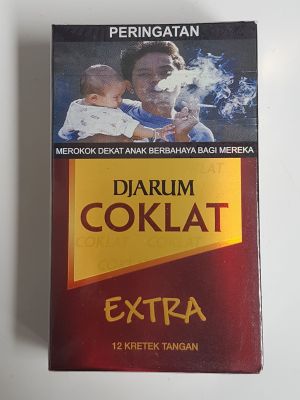 PERINGATAN
MEROKOK DEKAT ANAK BERBAHAYA BAGI MEREKA
DJARUM
COKLAT
EXTRA
12 KRETEK TANGAN